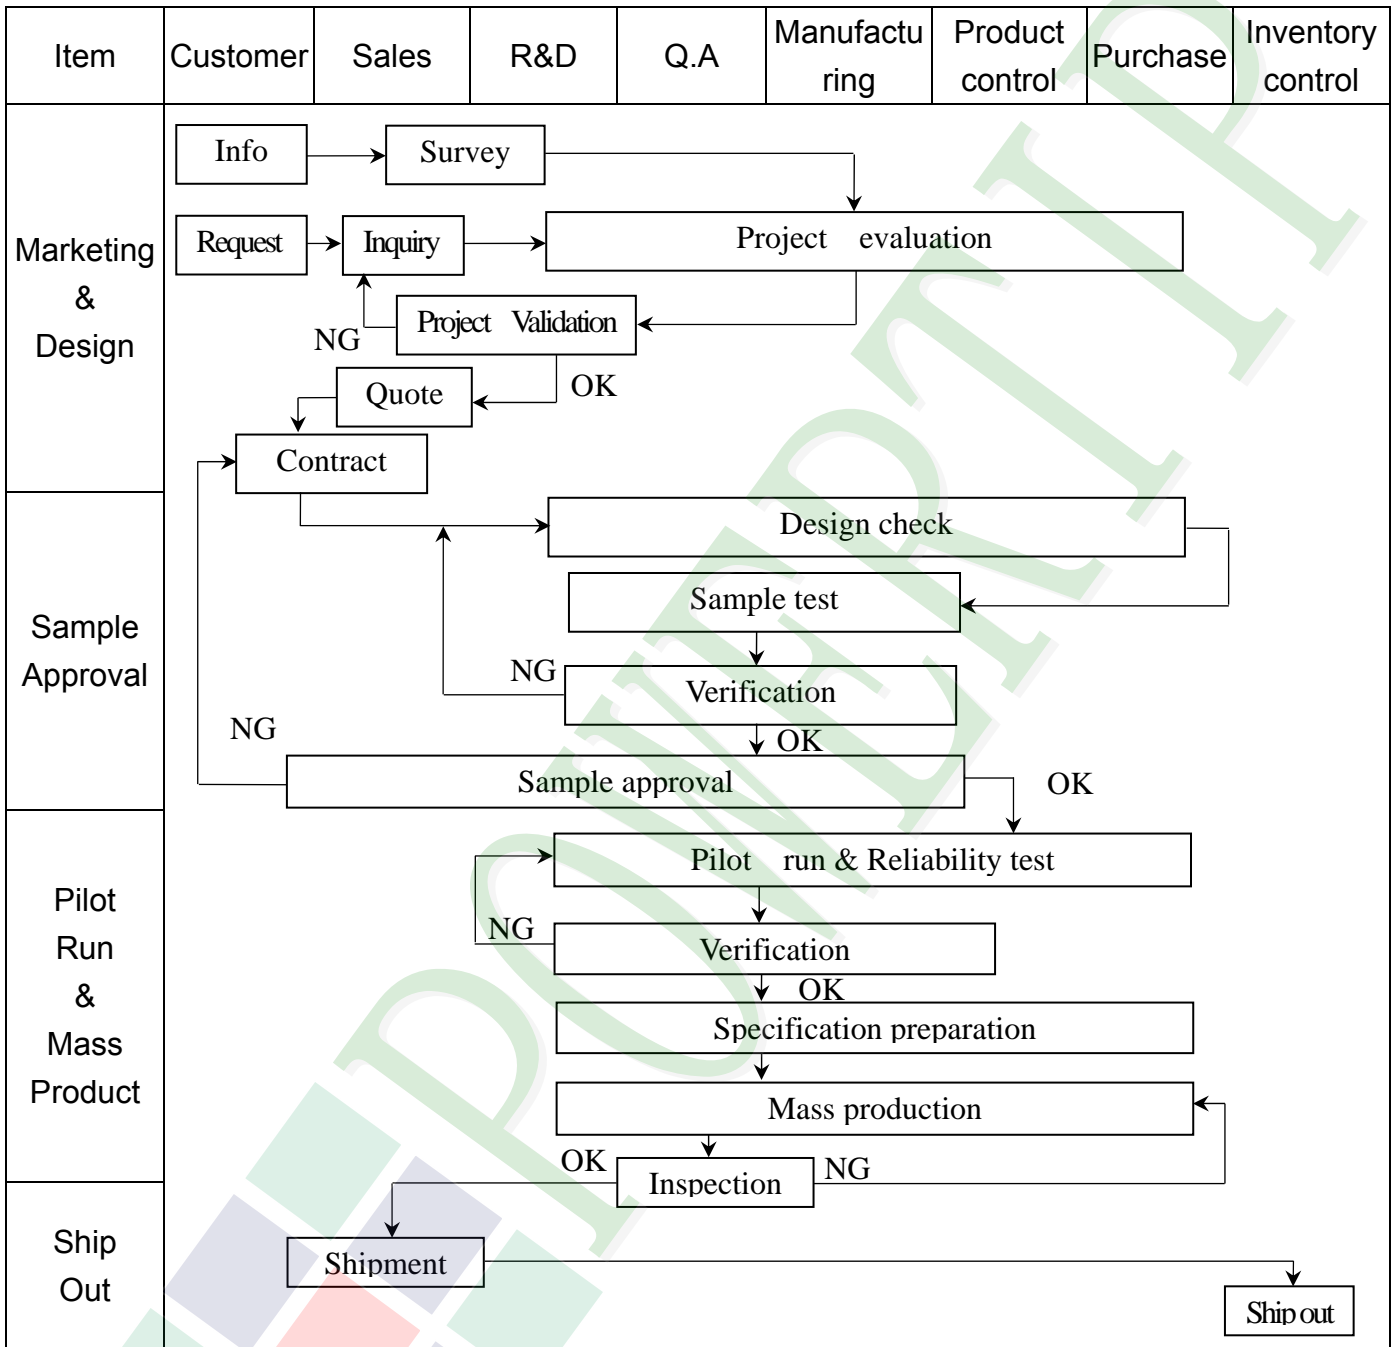 Item
Customer
Sales
R&D
Q.A
Manufactu
ring
Product
control
Purchase
Inventory
control
Marketing
&
Design
Info
Survey
Request
Inquiry
Project evaluation
NG
Project Validation
OK
Quote
Contract
Sample
Approval
Design check
Sample test
NG
Verification
OK
NG
Sample approval
OK
Pilot
Run
&
Mass
Product
Pilot run & Reliability test
NG
Verification
OK
Specification preparation
Mass production
OK
Inspection
NG
Ship
Out
Shipment
Ship out
POWERTIP